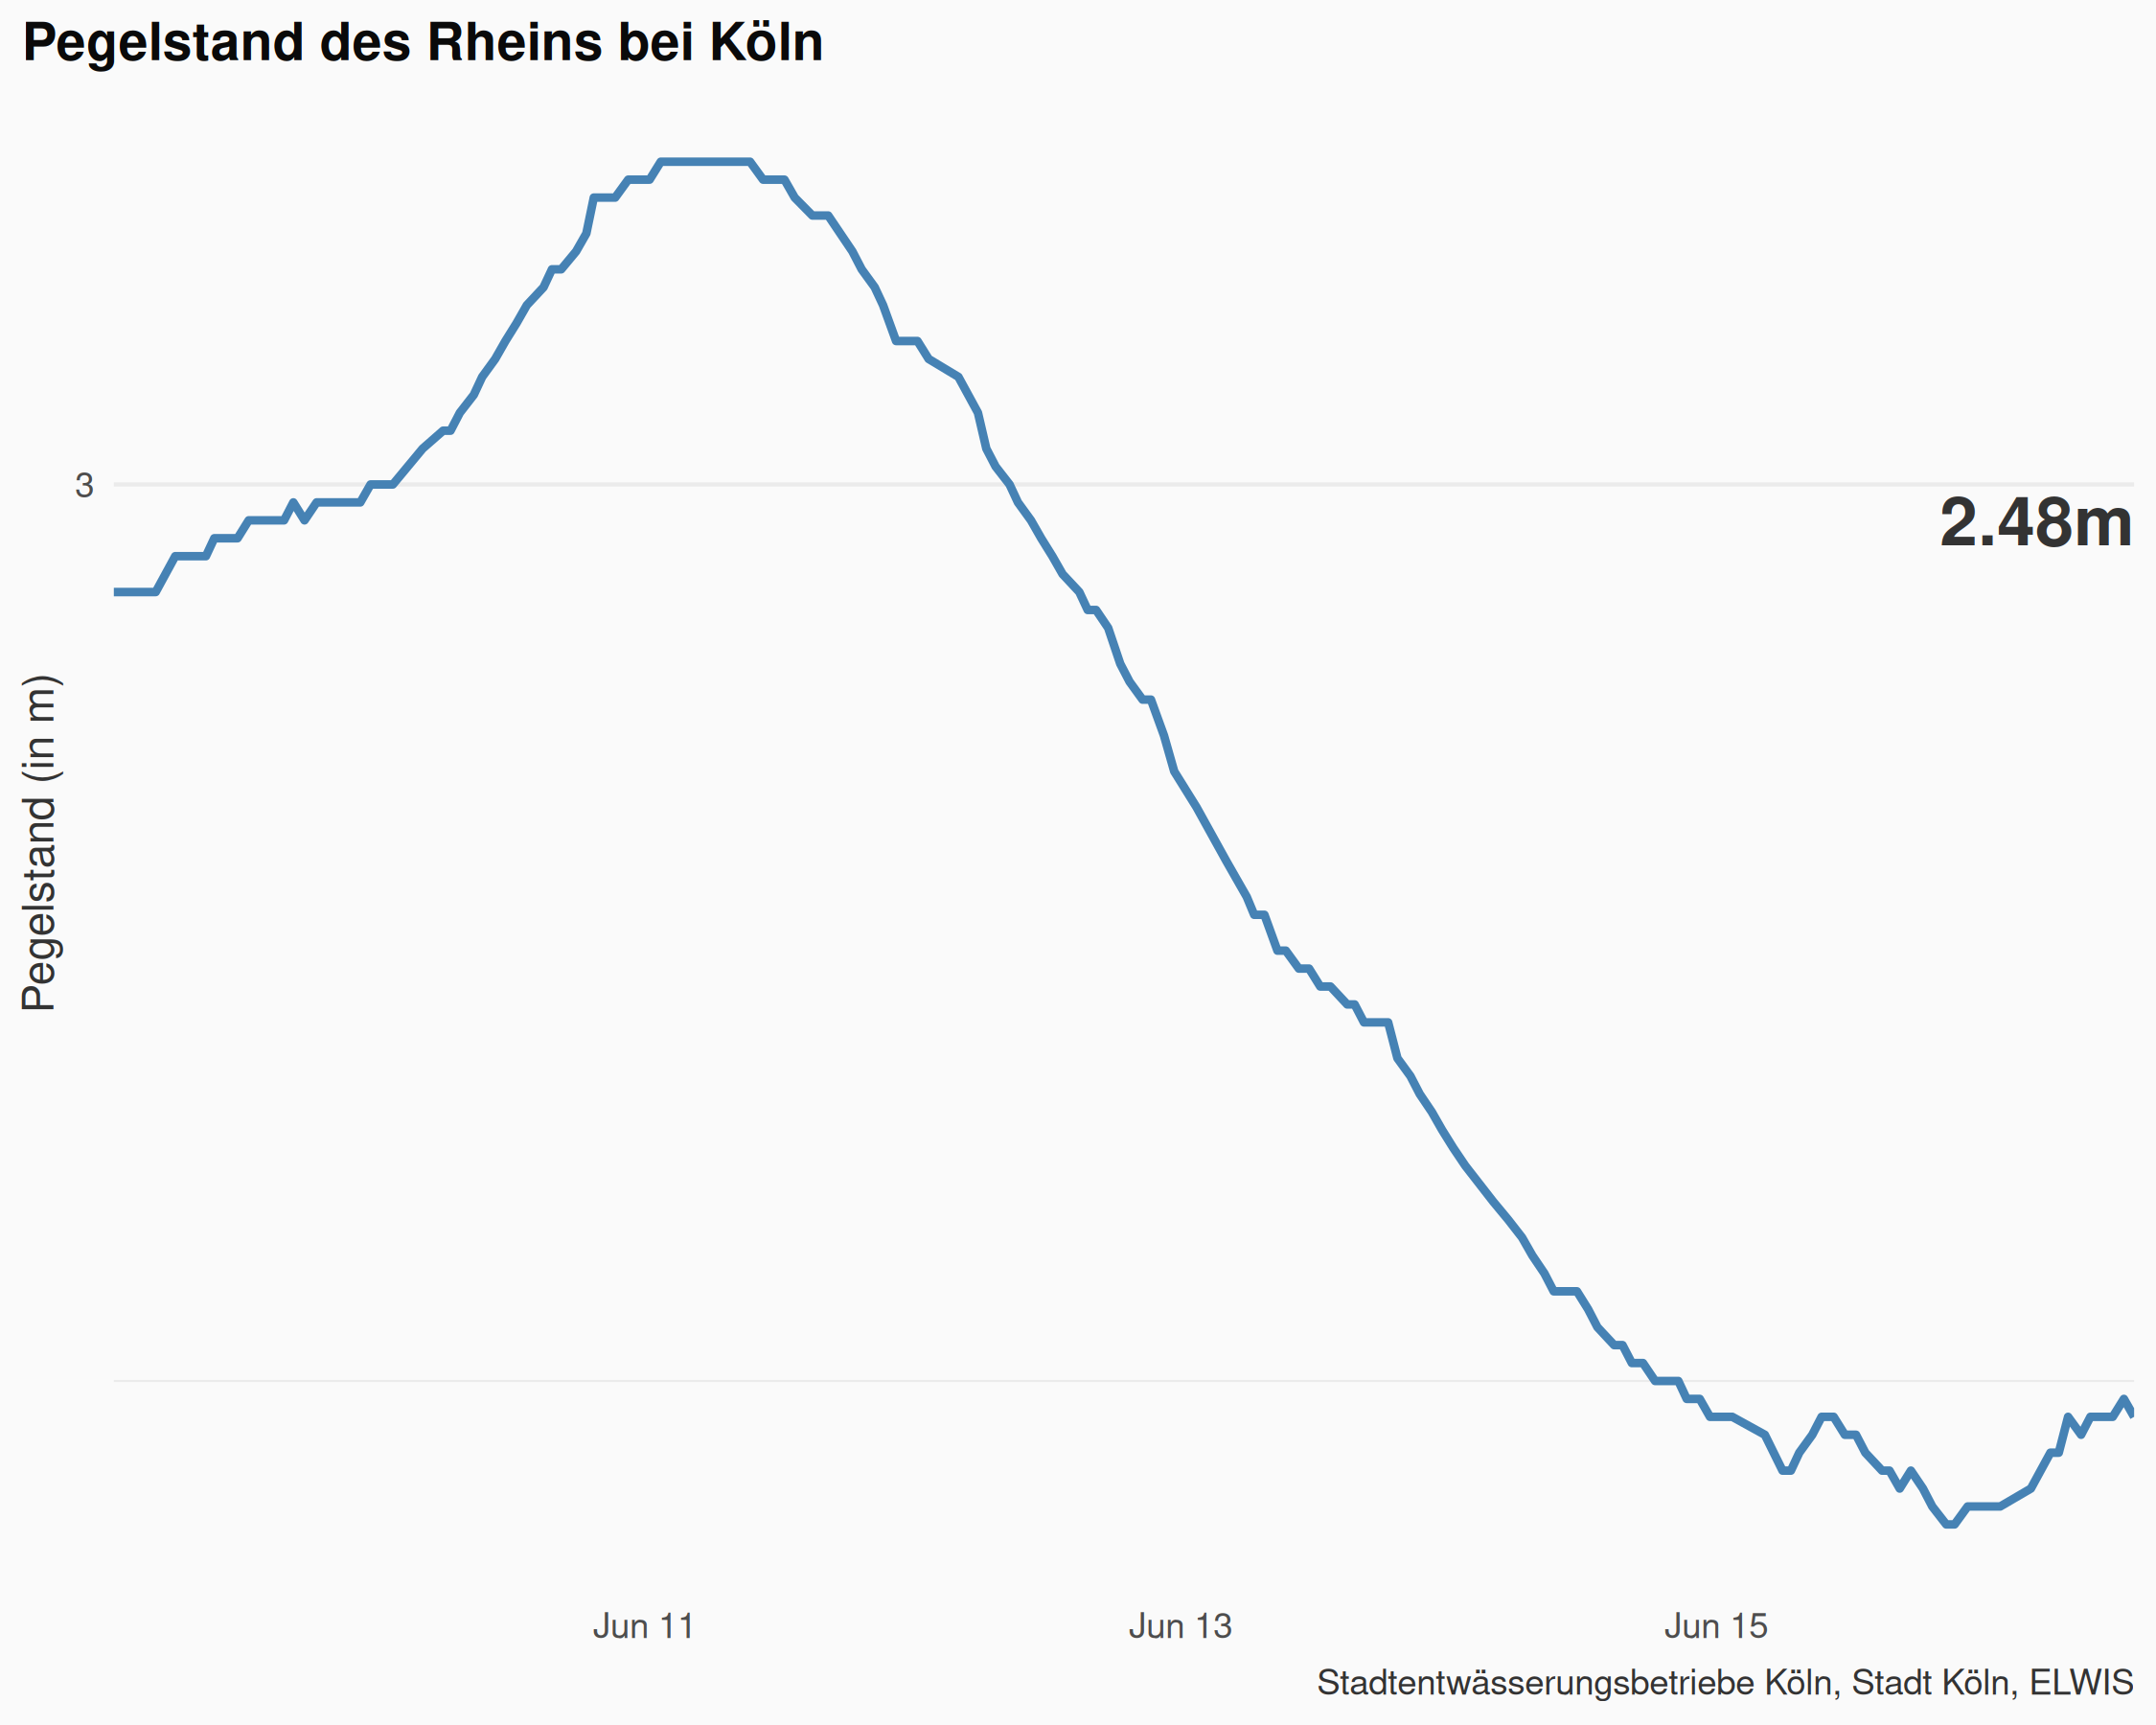 Pegelstand des Rheins bei Köln
3
2.48m
Pegelstand (in m)
Jun 11
Jun 13
Jun 15
Stadtentwässerungsbetriebe Köln, Stadt Köln, ELWIS